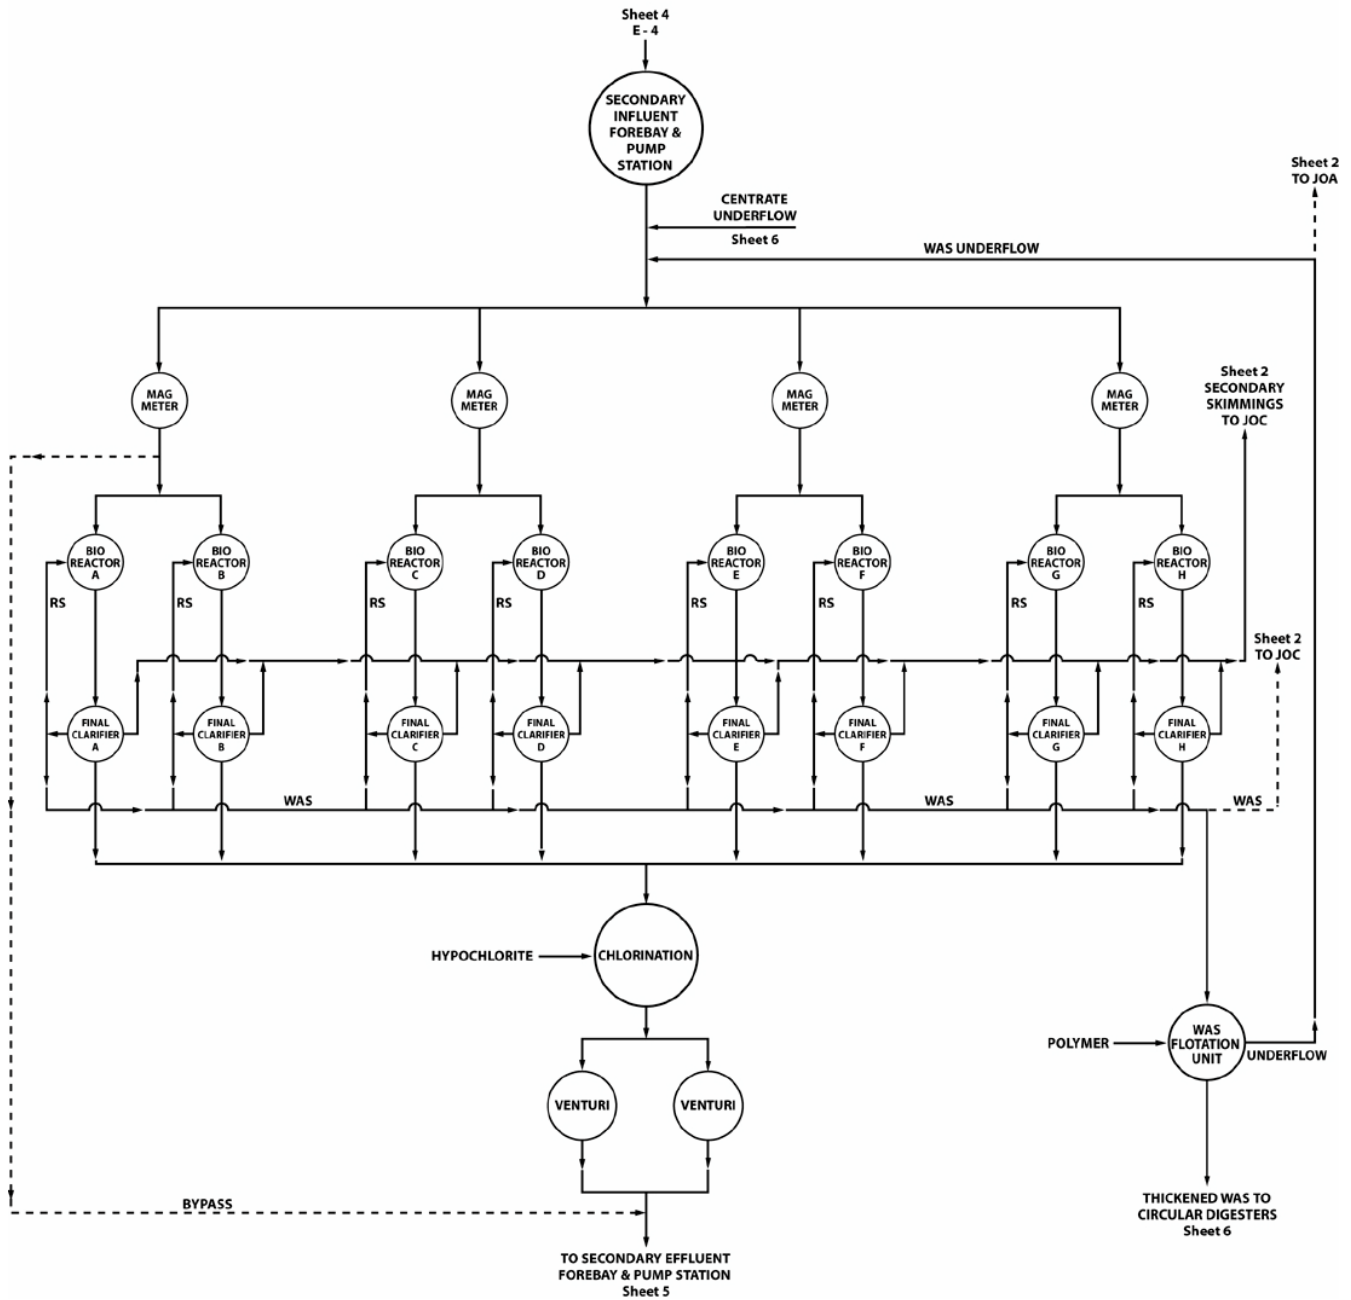 Sheet 4
E - 4
SECONDARY
INFLUENT
FOREBAY &
PUMP
STATION
Sheet 2
TO JOA
CENTRATE
UNDERFLOW
Sheet 6
WAS UNDERFLOW
MAG
METER
MAG
METER
MAG
METER
MAG
METER
Sheet 2
SECONDARY
SKIMMINGS
TO JOC
BIO
REACTOR
A
BIO
REACTOR
B
BIO
REACTOR
C
BIO
REACTOR
D
BIO
REACTOR
E
BIO
REACTOR
F
BIO
REACTOR
G
BIO
REACTOR
H
RS
RS
RS
RS
RS
RS
RS
RS
Sheet 2
TO JOC
FINAL
CLARIFIER
A
FINAL
CLARIFIER
B
FINAL
CLARIFIER
C
FINAL
CLARIFIER
D
FINAL
CLARIFIER
E
FINAL
CLARIFIER
F
FINAL
CLARIFIER
G
FINAL
CLARIFIER
H
WAS
WAS
WAS
HYPOCHLORITE
CHLORINATION
POLYMER
WAS
FLOTATION
UNIT
UNDERFLOW
VENTURI
VENTURI
BYPASS
THICKENED WAS TO
CIRCULAR DIGESTERS
Sheet 6
TO SECONDARY EFFLUENT
FOREBAY & PUMP STATION
Sheet 5